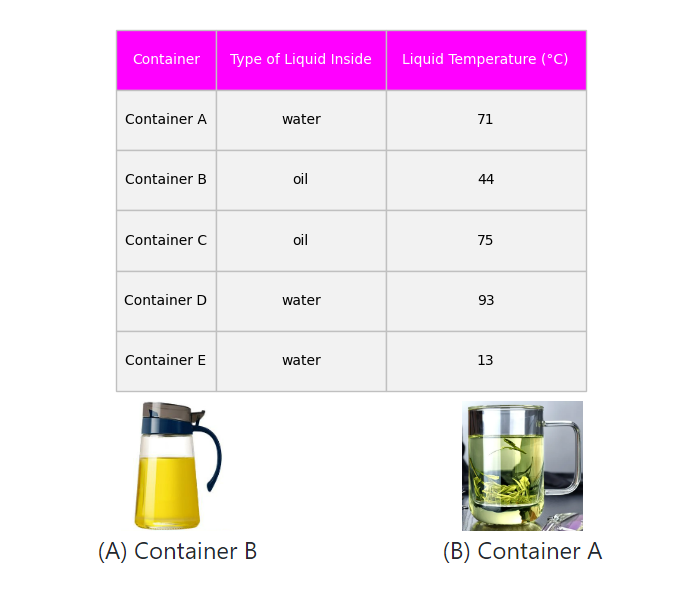 Container Type of Liquid Inside Liquid Temperature (°C)
Container A water 71
Container B oil 44
Container C oil 75
Container D water 93
Container E water 13
(A) Container B (B) Container A